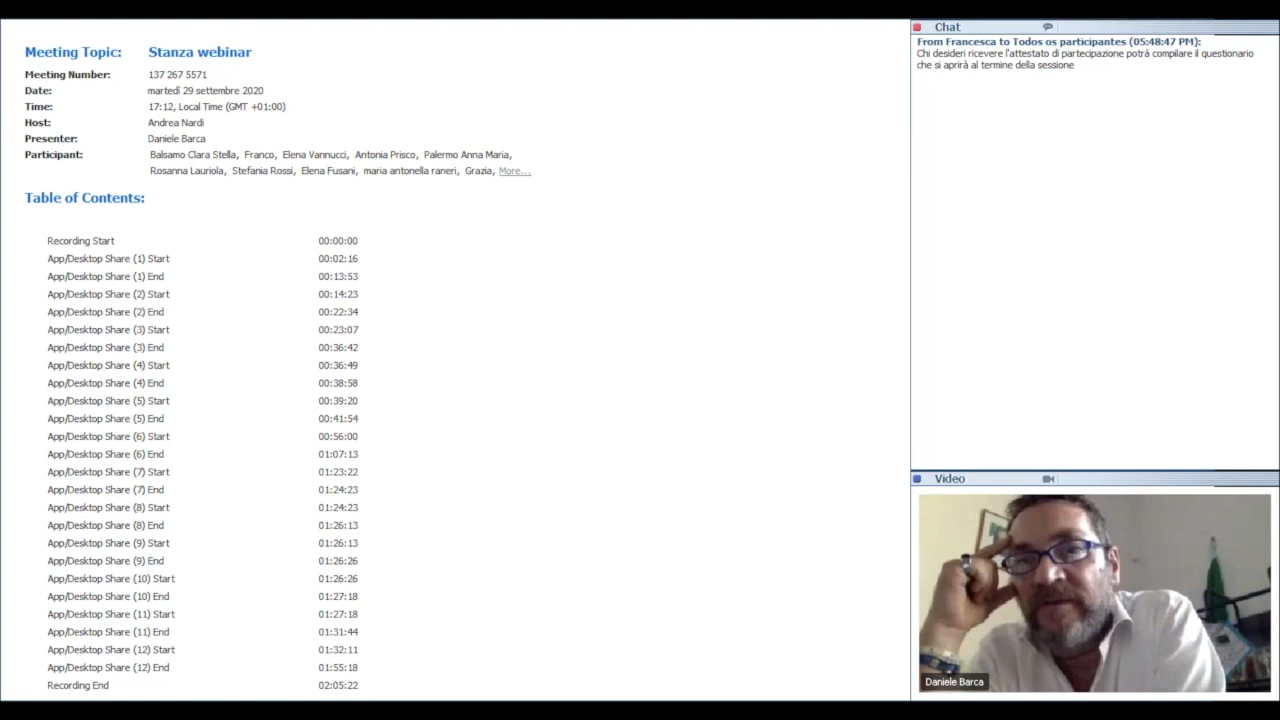 Meeting Topic: Stanza webinar
Meeting Number: 137 267 5571
Date: martedì 29 settembre 2020
Time: 17:12, Local Time (GMT +01:00)
Host: Andrea Nardi
Presenter: Daniele Barca
Participant: Balsamo Clara Stella, Franco, Elena Vannucci, Antonia Prisco, Palermo Anna Maria,
Rosanna Lauriola, Stefania Rossi, Elena Fusani, maria antonella raneri, Grazia, More...
Table of Contents:
Recording Start 00:00:00
App/Desktop Share (1) Start 00:02:16
App/Desktop Share (1) End 00:13:53
App/Desktop Share (2) Start 00:14:23
App/Desktop Share (2) End 00:22:34
App/Desktop Share (3) Start 00:23:07
App/Desktop Share (3) End 00:36:42
App/Desktop Share (4) Start 00:36:49
App/Desktop Share (4) End 00:38:58
App/Desktop Share (5) Start 00:39:20
App/Desktop Share (5) End 00:41:54
App/Desktop Share (6) Start 00:56:00
App/Desktop Share (6) End 01:07:13
App/Desktop Share (7) Start 01:23:22
App/Desktop Share (7) End 01:24:23
App/Desktop Share (8) Start 01:24:23
App/Desktop Share (8) End 01:26:13
App/Desktop Share (9) Start 01:26:13
App/Desktop Share (9) End 01:26:26
App/Desktop Share (10) Start 01:26:26
App/Desktop Share (10) End 01:27:18
App/Desktop Share (11) Start 01:27:18
App/Desktop Share (11) End 01:31:44
App/Desktop Share (12) Start 01:32:11
App/Desktop Share (12) End 01:55:18
Recording End 02:05:22
Chat
From Francesca to Todos os participantes (05:48:47 PM):
Chi desideri ricevere l'attestato di partecipazione potrà compilare il questionario
che si aprirà al termine della sessione
Video
Daniele Barca